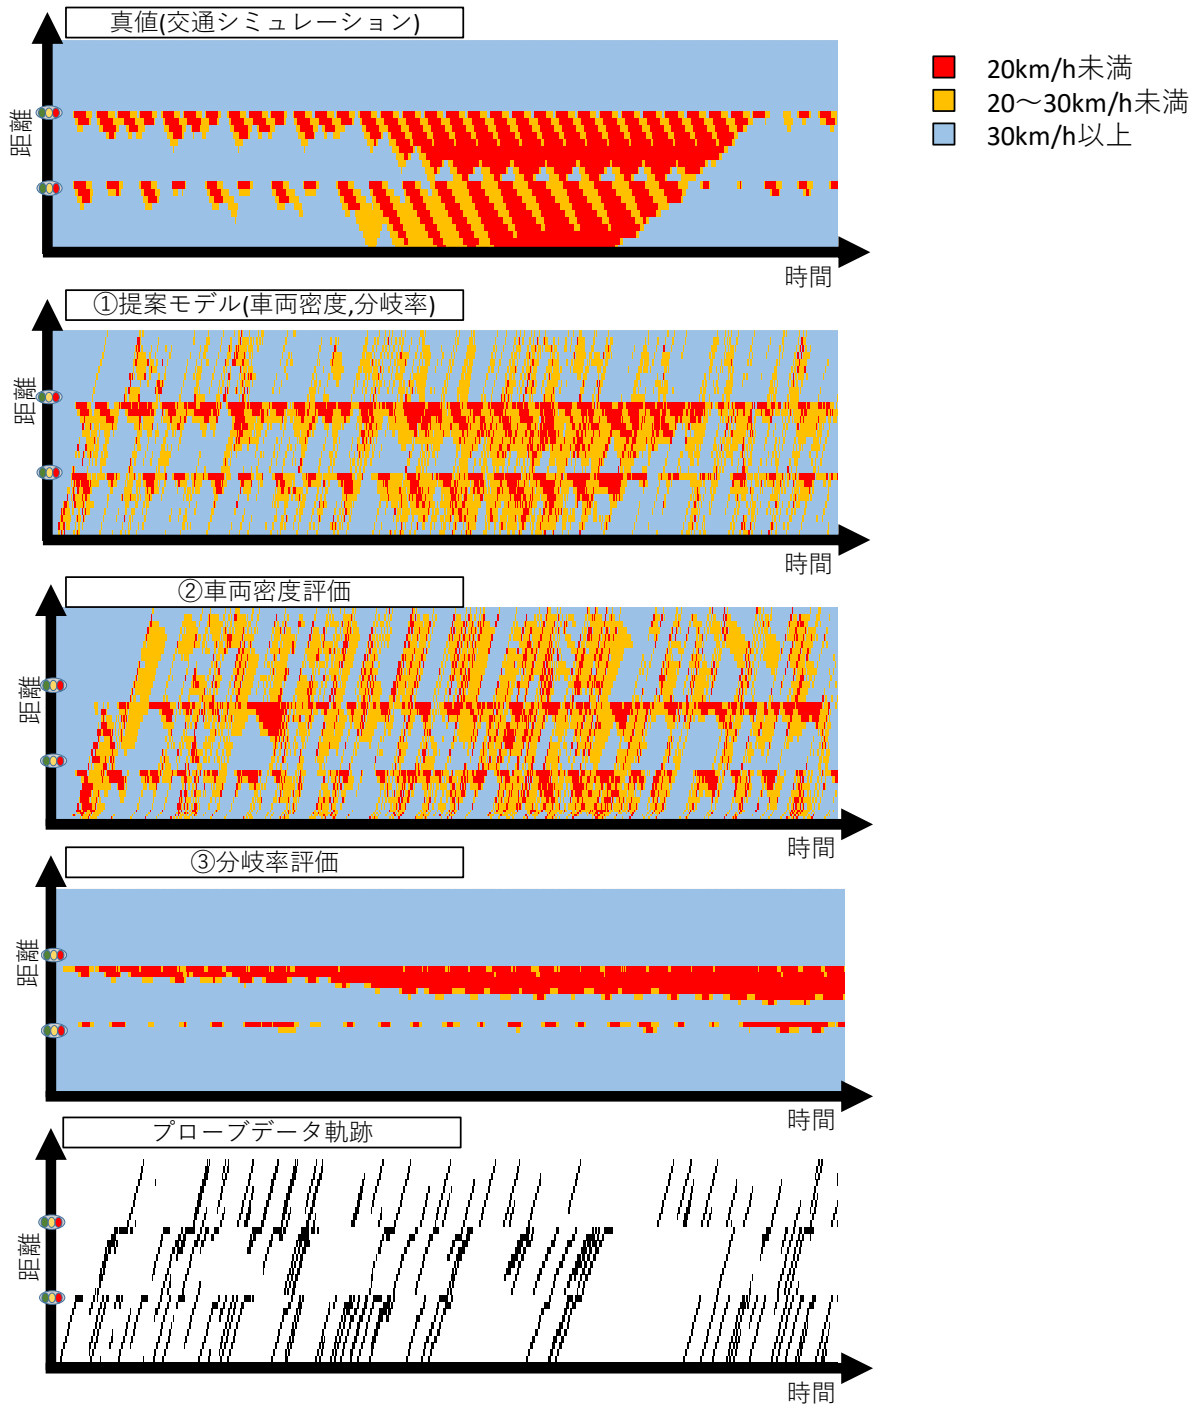 真値(交通シミュレーション)
距離
時間
20km/h未満
20～30km/h未満
30km/h以上
①提案モデル(車両密度,分岐率)
距離
時間
②車両密度評価
距離
時間
③分岐率評価
距離
時間
プローブデータ軌跡
距離
時間